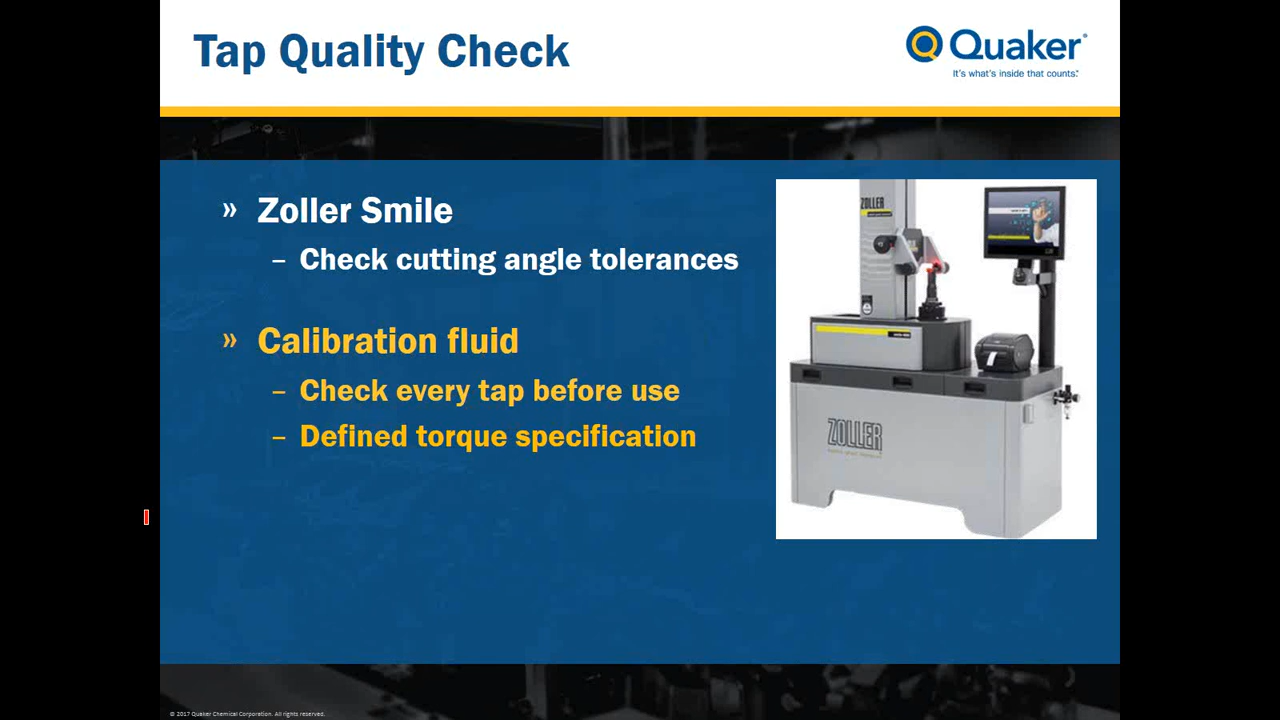 Tap Quality Check
Quaker®
It's what's inside that counts.™
» Zoller Smile
– Check cutting angle tolerances
» Calibration fluid
– Check every tap before use
– Defined torque specification
ZOLLER
ZOLLER
© 2017 Quaker Chemical Corporation. All rights reserved.